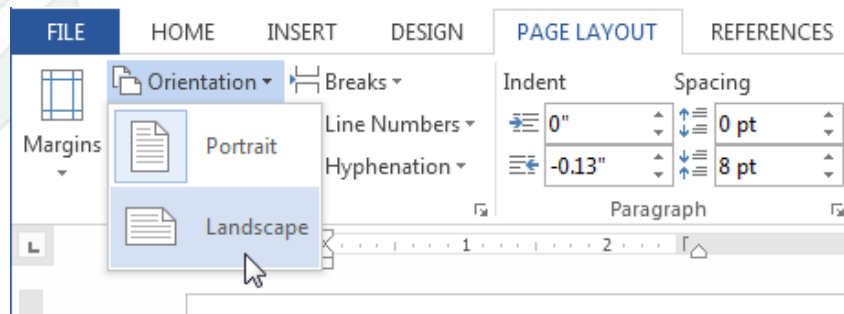 FILE HOME INSERT DESIGN PAGE LAYOUT REFERENCES
Orientation Breaks Indent Spacing
Portrait Line Numbers 0" 0 pt
Margins
Hyphenation -0.13" 8 pt
Landscape Paragraph
L 1 2